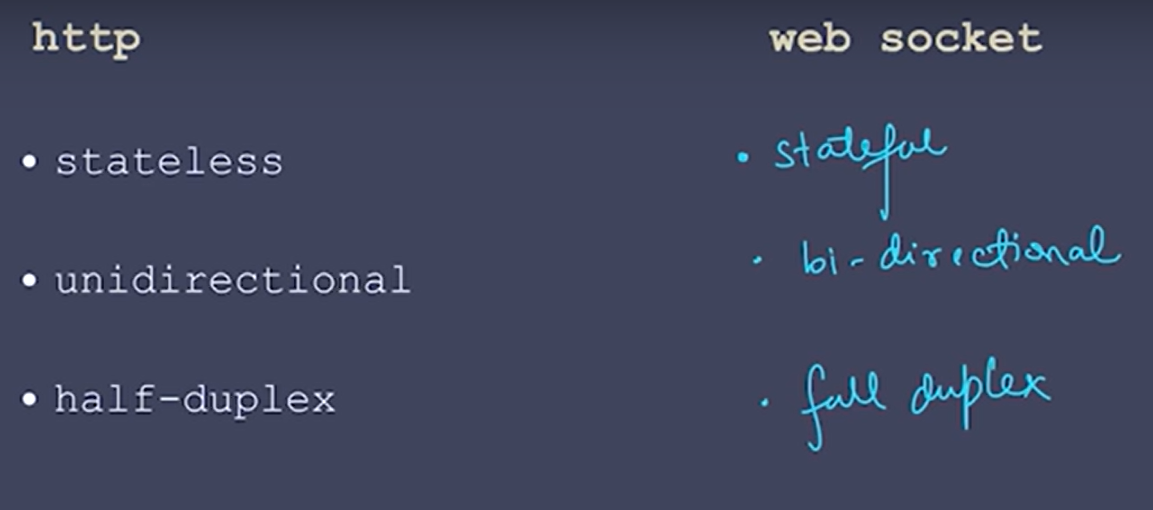 http
web socket
• stateless
• stateful
• unidirectional
• bi-directional
• half-duplex
• full duplex